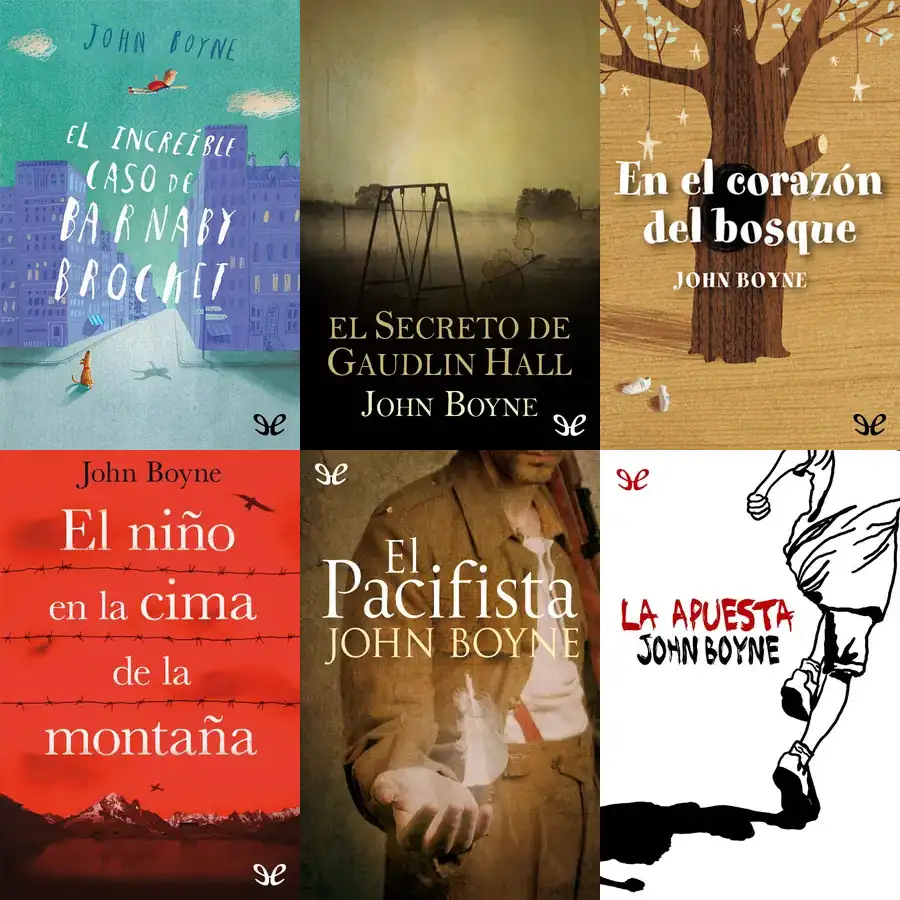 JOHN BOYNE
EL INCREÍBLE
CASO DE
BARNABY
BROCKET
EL SECRETO DE
GAUDLIN HALL
JOHN BOYNE
En el corazón
del bosque
JOHN BOYNE
John Boyne
El niño
en la cima
de la
montaña
El
Pacifista
JOHN BOYNE
LA APUESTA
JOHN BOYNE